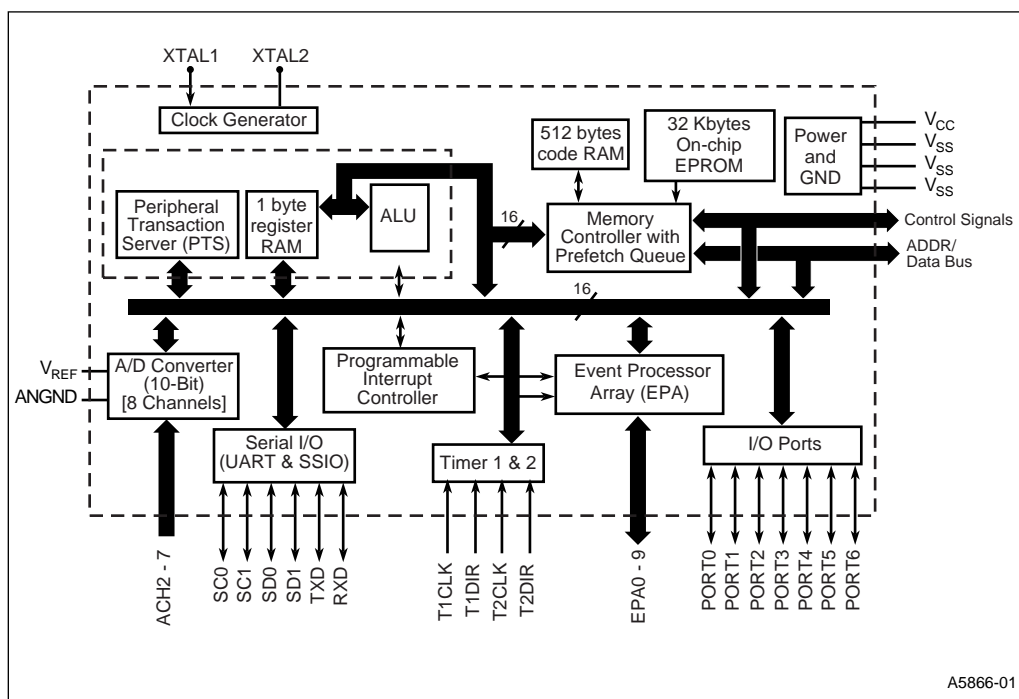 XTAL1
XTAL2
Clock Generator
512 bytes
code RAM
32 Kbytes
On-chip
EPROM
Power
and
GND
VCC
VSS
VSS
VSS
Peripheral
Transaction
Server (PTS)
1 byte
register
RAM
ALU
16
Memory
Controller with
Prefetch Queue
Control Signals
ADDR/
Data Bus
16
VREF
ANGND
A/D Converter
(10-Bit)
[8 Channels]
Programmable
Interrupt
Controller
Event Processor
Array (EPA)
Serial I/O
(UART & SSIO)
Timer 1 & 2
I/O Ports
ACH2 - 7
SC0
SC1
SD0
SD1
TXD
RXD
T1CLK
T1DIR
T2CLK
T2DIR
EPA0 - 9
PORT0
PORT1
PORT2
PORT3
PORT4
PORT5
PORT6
A5866-01